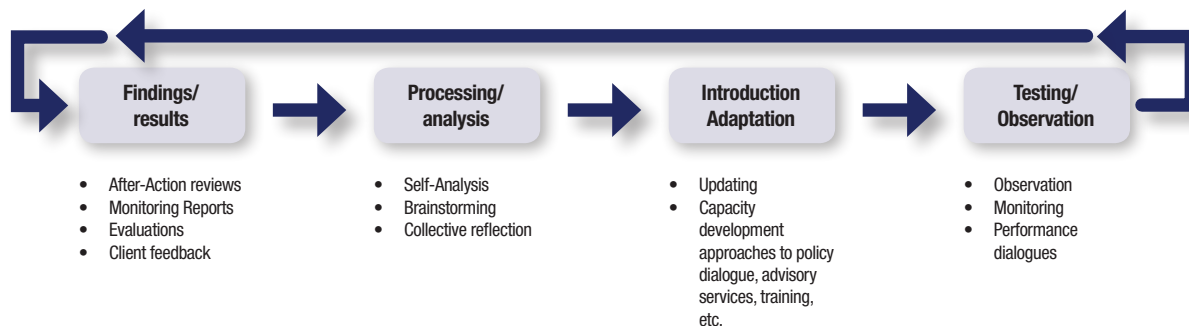 Findings/
results
Processing/
analysis
Introduction
Adaptation
Testing/
Observation
• After-Action reviews
• Monitoring Reports
• Evaluations
• Client feedback
• Self-Analysis
• Brainstorming
• Collective reflection
• Updating
• Capacity
development
approaches to policy
dialogue, advisory
services, training,
etc.
• Observation
• Monitoring
• Performance
dialogues